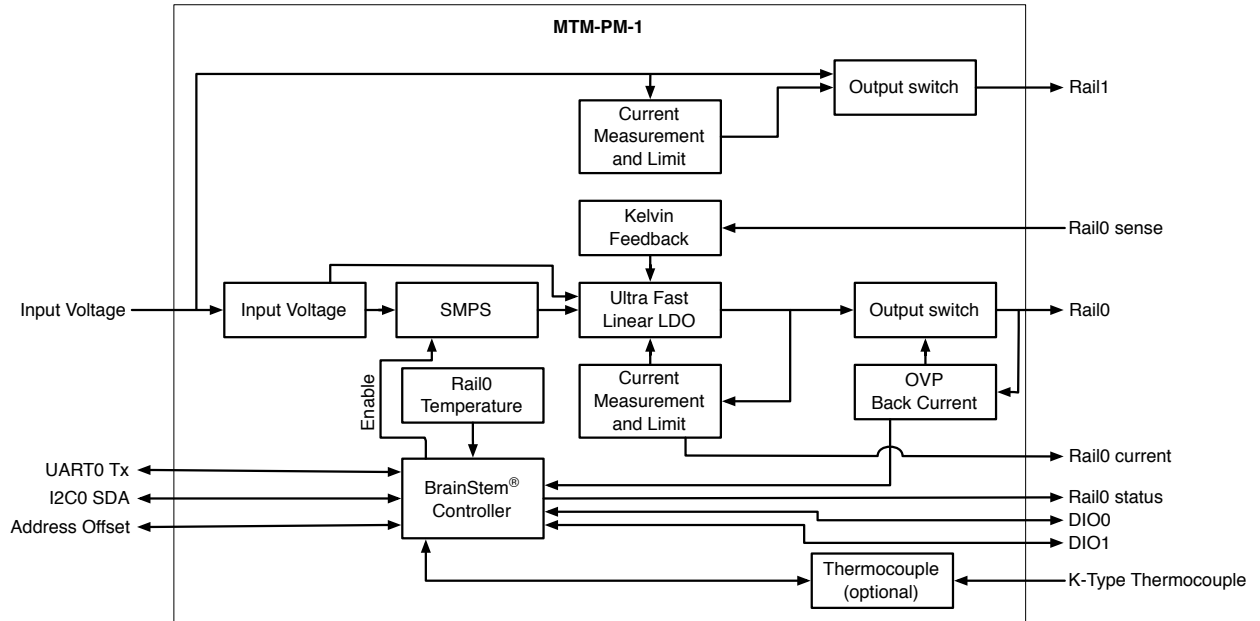 MTM-PM-1
Output switch
Rail1
Current
Measurement
and Limit
Kelvin
Feedback
Rail0 sense
Input Voltage
Input Voltage
SMPS
Ultra Fast
Linear LDO
Output switch
Rail0
Enable
Rail0
Temperature
Current
Measurement
and Limit
OVP
Back Current
Rail0 current
UART0 Tx
I2C0 SDA
Address Offset
BrainStem®
Controller
Rail0 status
DIO0
DIO1
Thermocouple
(optional)
K-Type Thermocouple